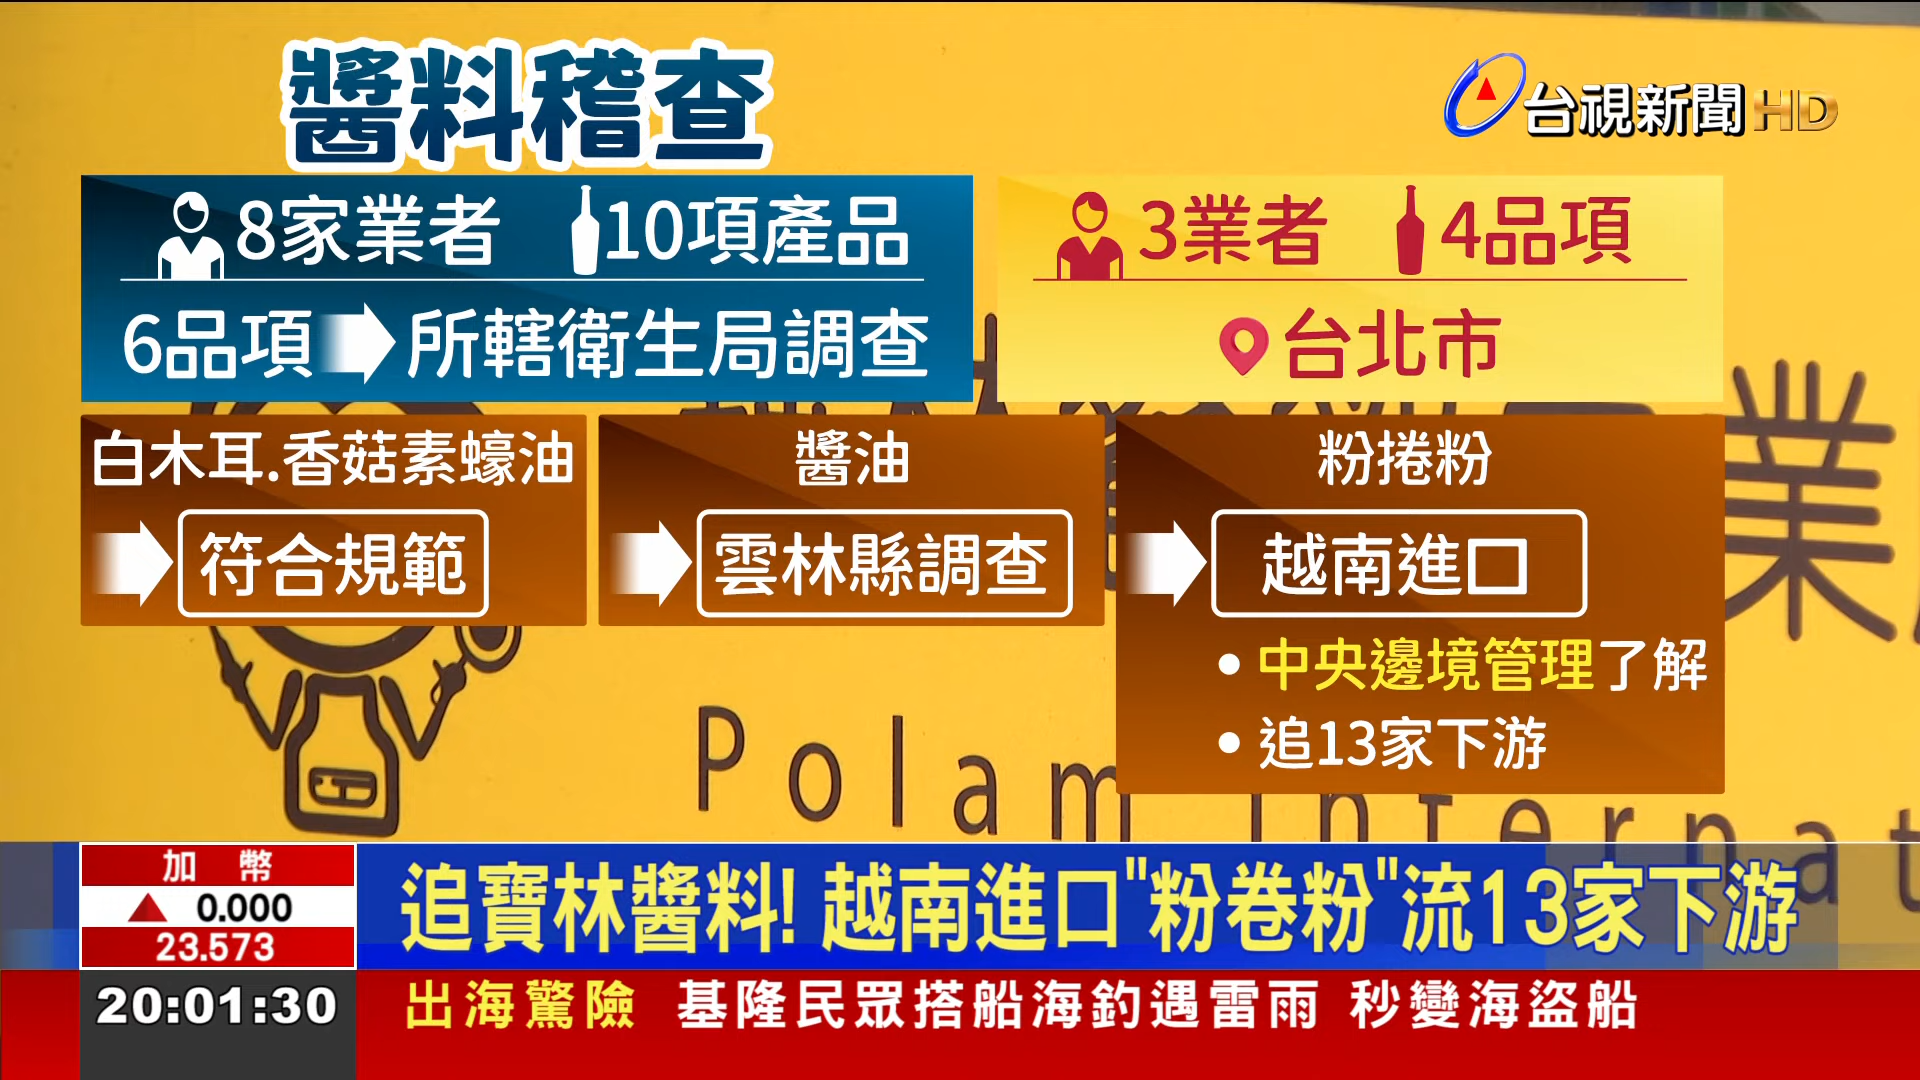 醬料稽查
台視新聞HD
8家業者 10項產品
6品項 所轄衛生局調查
3業者 4品項
台北市
白木耳.香菇素蠔油
符合規範
醬油
雲林縣調查
粉捲粉
越南進口
•中央邊境管理了解
•追13家下游
業
Polam Internat
加幣
▲ 0.000
23.573
追寶林醬料! 越南進口"粉卷粉"流13家下游
20:01:30
出海驚險 基隆民眾搭船海釣遇雷雨 秒變海盜船